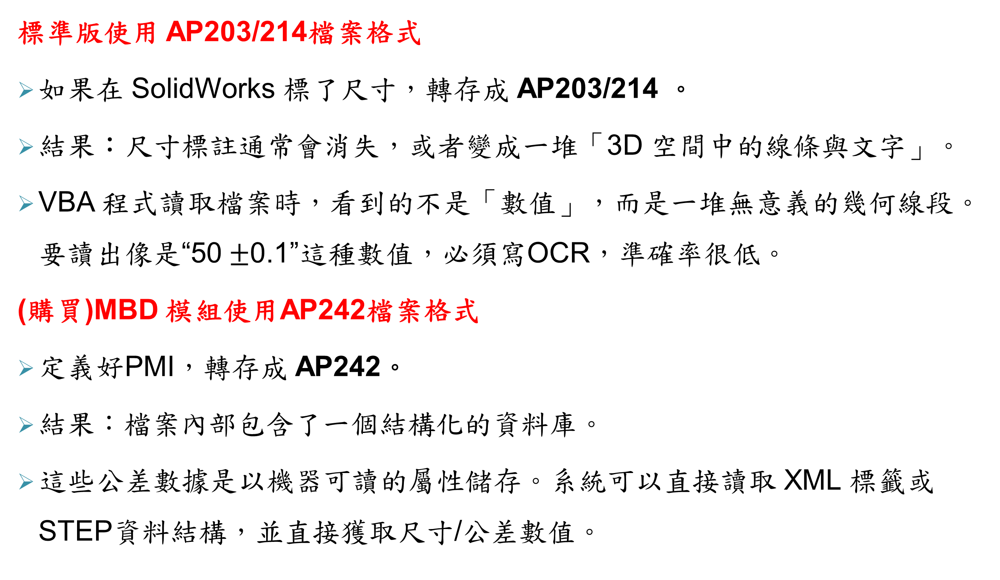 標準版使用 AP203/214檔案格式
➢如果在 SolidWorks 標了尺寸，轉存成 AP203/214 。
➢結果：尺寸標註通常會消失，或者變成一堆「3D 空間中的線條與文字」。
➢VBA 程式讀取檔案時，看到的不是「數值」，而是一堆無意義的幾何線段。
要讀出像是“50 ±0.1”這種數值，必須寫OCR，準確率很低。
(購買)MBD 模組使用AP242檔案格式
➢定義好PMI，轉存成 AP242。
➢結果：檔案內部包含了一個結構化的資料庫。
➢這些公差數據是以機器可讀的屬性儲存。系統可以直接讀取 XML 標籤或
STEP資料結構，並直接獲取尺寸/公差數值。